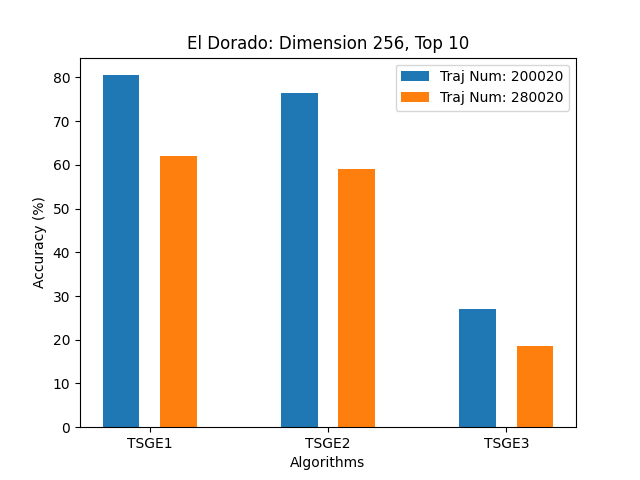 El Dorado: Dimension 256, Top 10
Traj Num: 200020
Traj Num: 280020
Accuracy (%)
80
70
60
50
40
30
20
10
0
TSGE1 TSGE2 TSGE3
Algorithms